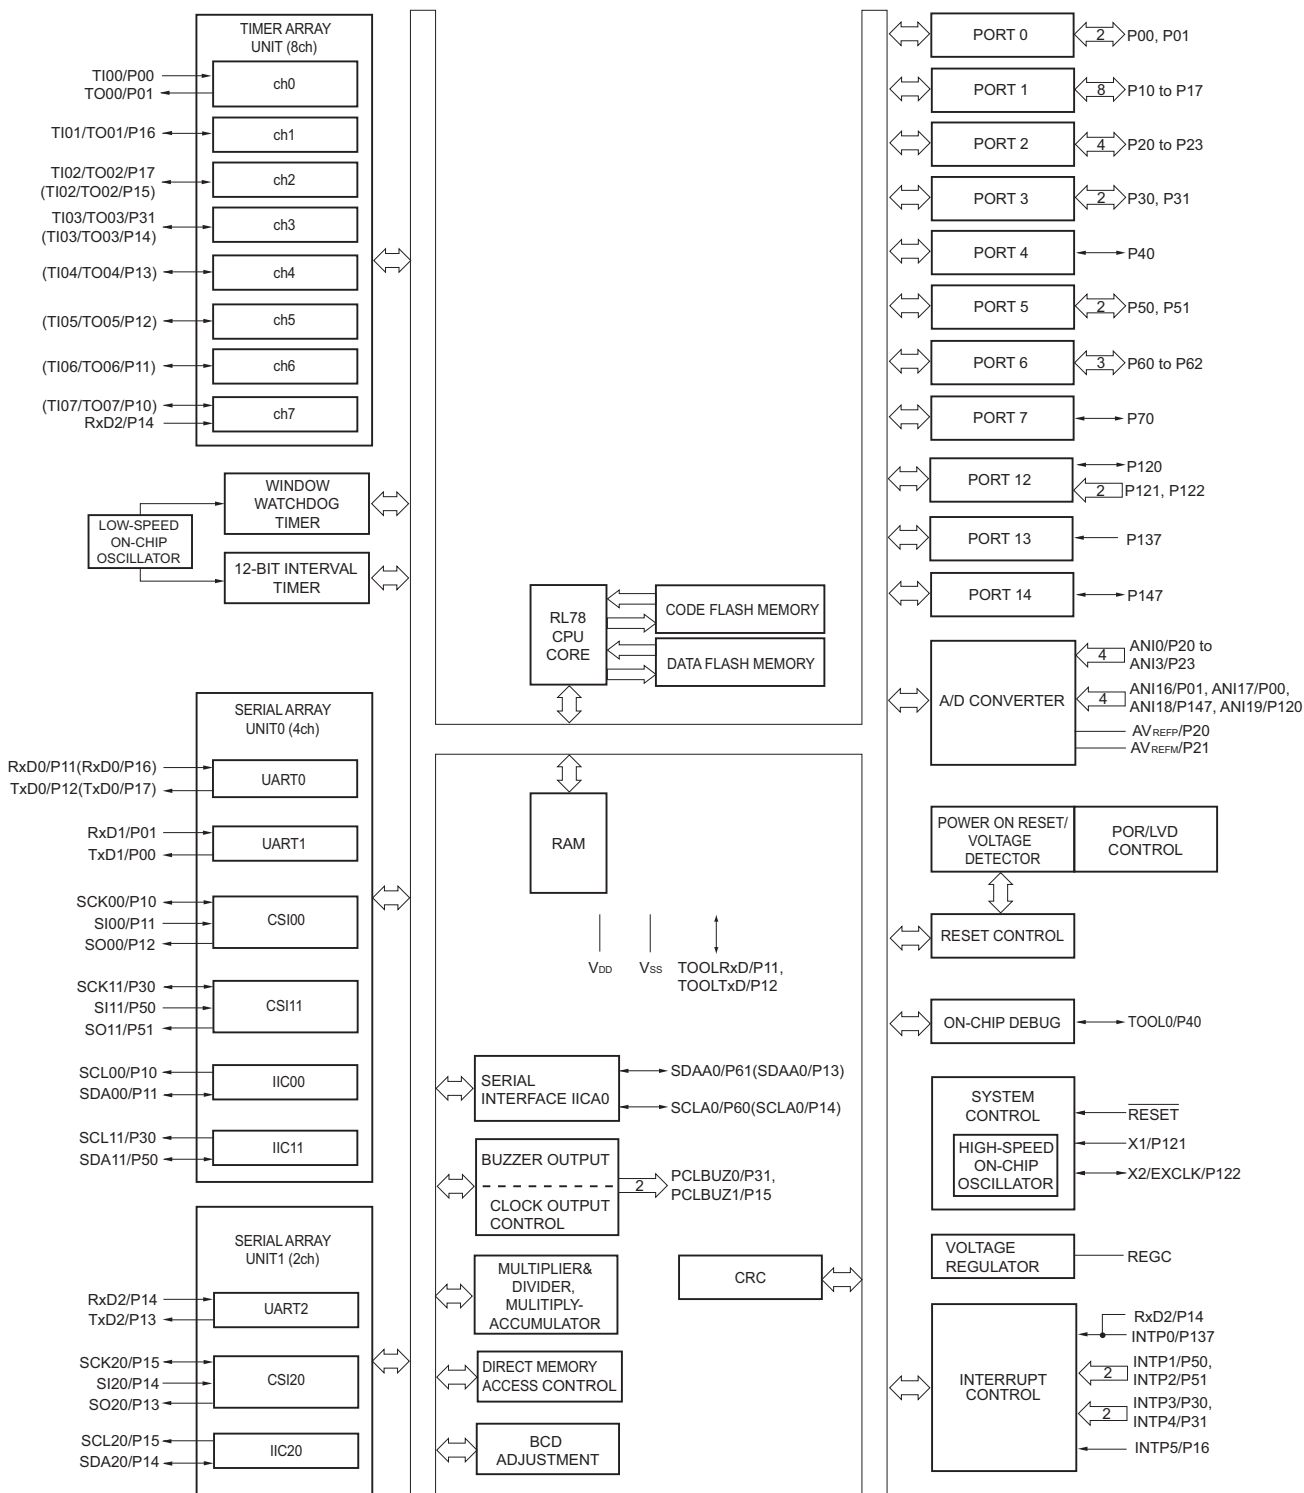 TIMER ARRAY
UNIT (8ch)
TI00/P00
TO00/P01
ch0
TI01/TO01/P16
ch1
TI02/TO02/P17
(TI02/TO02/P15)
ch2
TI03/TO03/P31
(TI03/TO03/P14)
ch3
(TI04/TO04/P13)
ch4
(TI05/TO05/P12)
ch5
(TI06/TO06/P11)
ch6
(TI07/TO07/P10)
RxD2/P14
ch7
WINDOW
WATCHDOG
TIMER
LOW-SPEED
ON-CHIP
OSCILLATOR
12-BIT INTERVAL
TIMER
SERIAL ARRAY
UNIT0 (4ch)
RxD0/P11(RxD0/P16)
TxD0/P12(TxD0/P17)
UART0
RxD1/P01
TxD1/P00
UART1
SCK00/P10
SI00/P11
SO00/P12
CSI00
SCK11/P30
SI11/P50
SO11/P51
CSI11
SCL00/P10
SDA00/P11
IIC00
SCL11/P30
SDA11/P50
IIC11
SERIAL ARRAY
UNIT1 (2ch)
RxD2/P14
TxD2/P13
UART2
SCK20/P15
SI20/P14
SO20/P13
CSI20
SCL20/P15
SDA20/P14
IIC20
RL78
CPU
CORE
CODE FLASH MEMORY
DATA FLASH MEMORY
RAM
VDD
VSS
TOOLRxD/P11,
TOOLTxD/P12
SERIAL
INTERFACE IICA0
SDAA0/P61(SDAA0/P13)
SCLA0/P60(SCLA0/P14)
BUZZER OUTPUT
CLOCK OUTPUT
CONTROL
2
PCLBUZ0/P31,
PCLBUZ1/P15
MULTIPLIER&
DIVIDER,
MULITIPLY-
ACCUMULATOR
CRC
DIRECT MEMORY
ACCESS CONTROL
BCD
ADJUSTMENT
PORT 0
2
P00, P01
PORT 1
8
P10 to P17
PORT 2
4
P20 to P23
PORT 3
2
P30, P31
PORT 4
P40
PORT 5
2
P50, P51
PORT 6
3
P60 to P62
PORT 7
P70
PORT 12
P120
2
P121, P122
PORT 13
P137
PORT 14
P147
A/D CONVERTER
4
ANI0/P20 to
ANI3/P23
4
ANI16/P01, ANI17/P00,
ANI18/P147, ANI19/P120
AVREFP/P20
AVREFM/P21
POWER ON RESET/
VOLTAGE
DETECTOR
POR/LVD
CONTROL
RESET CONTROL
ON-CHIP DEBUG
TOOL0/P40
SYSTEM
CONTROL
HIGH-SPEED
ON-CHIP
OSCILLATOR
RESET
X1/P121
X2/EXCLK/P122
VOLTAGE
REGULATOR
REGC
INTERRUPT
CONTROL
RxD2/P14
INTP0/P137
2
INTP1/P50,
INTP2/P51
2
INTP3/P30,
INTP4/P31
INTP5/P16